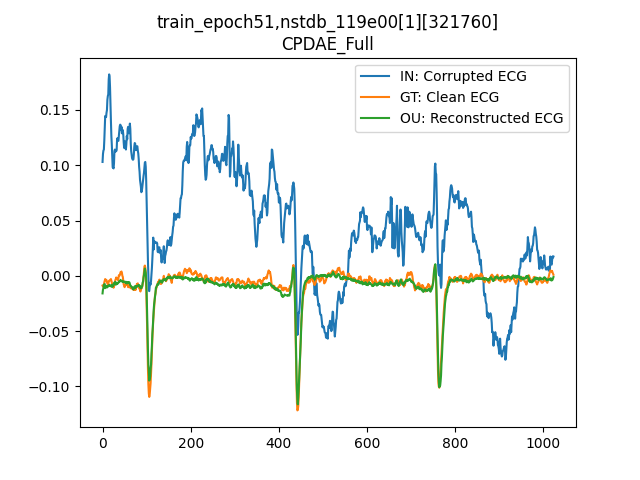 train_epoch51,nstdb_119e00[1][321760]
CPDAE_Full
IN: Corrupted ECG
GT: Clean ECG
OU: Reconstructed ECG
0.15
0.10
0.05
0.00
−0.05
−0.10
0 200 400 600 800 1000